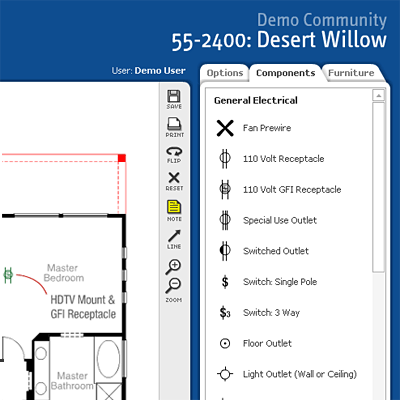 Demo Community
55-2400: Desert Willow
User: Demo User
Options
Components
Furniture
SAVE
PRINT
FLIP
RESET
NOTE
LINE
ZOOM
General Electrical
Fan Prewire
110 Volt Receptacle
110 Volt GFI Receptacle
Special Use Outlet
Switched Outlet
$ Switch: Single Pole
$3 Switch: 3 Way
Floor Outlet
Light Outlet (Wall or Ceiling)
Master
Bedroom
HDTV Mount &
GFI Receptacle
Master
Bathroom